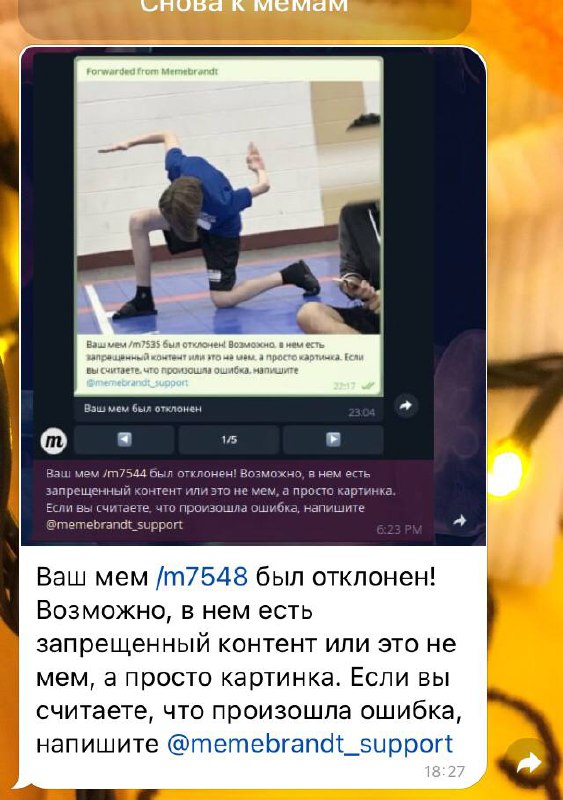 Снова к мемам
Forwarded from Memebrandt
Ваш мем /m7535 был отклонен! Возможно, в нем есть
запрещенный контент или это не мем, а просто картинка. Если
вы считаете, что произошла ошибка, напишите
@memebrandt_support
22:17
Ваш мем был отклонен
23:04
m
1/5
Ваш мем /m7544 был отклонен! Возможно, в нем есть
запрещенный контент или это не мем, а просто картинка.
Если вы считаете, что произошла ошибка, напишите
@memebrandt_support
6:23 PM
Ваш мем /m7548 был отклонен!
Возможно, в нем есть
запрещенный контент или это не
мем, а просто картинка. Если вы
считаете, что произошла ошибка,
напишите @memebrandt_support
18:27